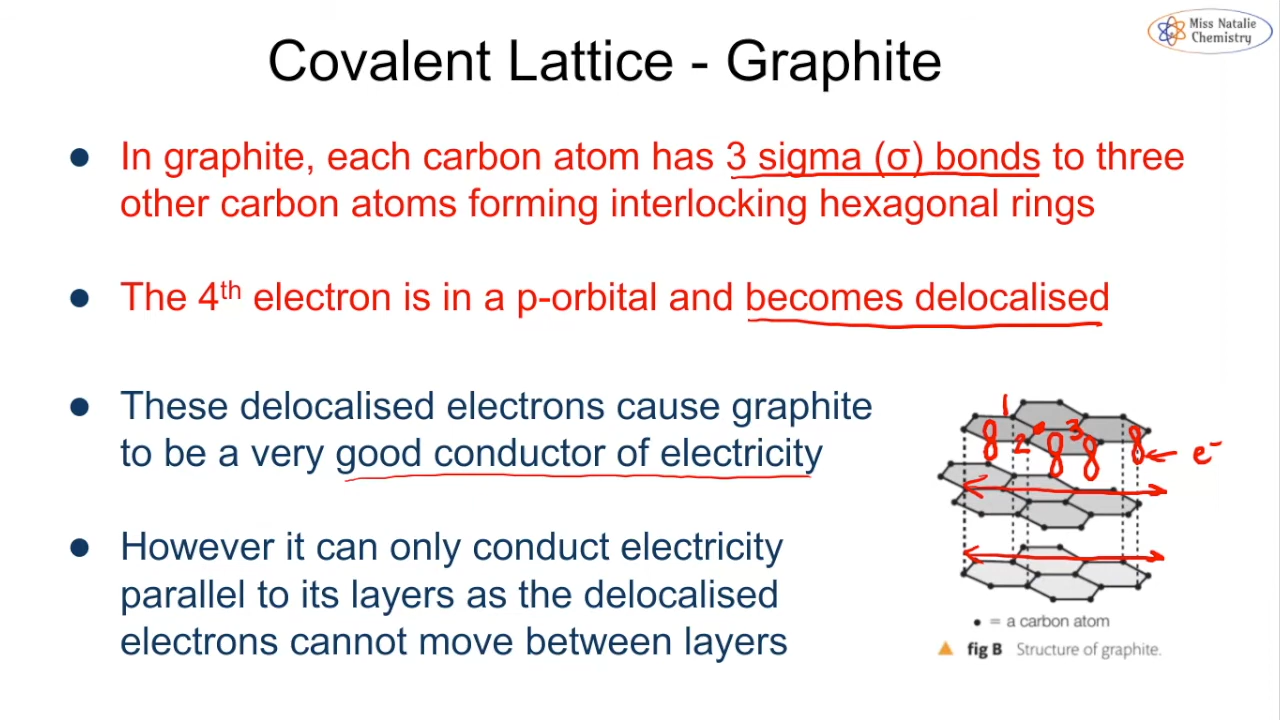 Miss Natalie
Chemistry
Covalent Lattice - Graphite
● In graphite, each carbon atom has 3 sigma (σ) bonds to three
other carbon atoms forming interlocking hexagonal rings
● The 4th electron is in a p-orbital and becomes delocalised
● These delocalised electrons cause graphite
to be a very good conductor of electricity
● However it can only conduct electricity
parallel to its layers as the delocalised
electrons cannot move between layers
1
2
3
e⁻
• = a carbon atom
fig B Structure of graphite.